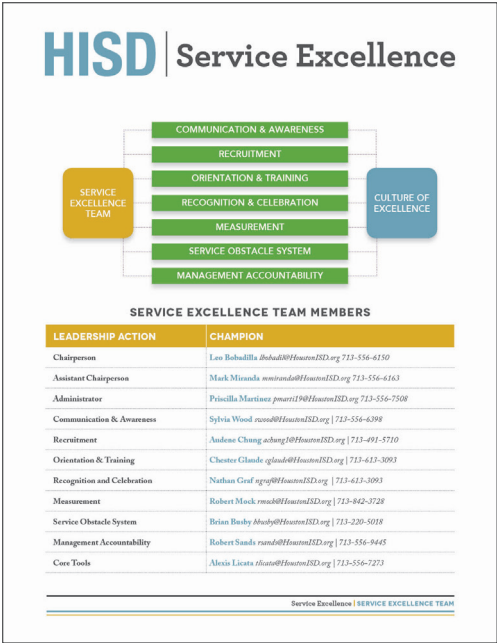 HISD | Service Excellence
COMMUNICATION & AWARENESS
RECRUITMENT
ORIENTATION & TRAINING
SERVICE
EXCELLENCE
TEAM
RECOGNITION & CELEBRATION
CULTURE OF
EXCELLENCE
MEASUREMENT
SERVICE OBSTACLE SYSTEM
MANAGEMENT ACCOUNTABILITY
SERVICE EXCELLENCE TEAM MEMBERS
LEADERSHIP ACTION CHAMPION
Chairperson Len Bobadilla lbobadil@HoustonISD.org 713-556-6150
Assistant Chairperson Mark Miranda mmiranda@HoustonISD.org 713-556-6163
Administrator Priscilla Martinez pmarti19@HoustonISD.org 713-556-7508
Communication & Awareness Sylvia Wood swood@HoustonISD.org | 713-556-6398
Recruitment Audene Chung achung1@HoustonISD.org | 713-491-5710
Orientation & Training Chester Glaude cglaude@HoustonISD.org | 713-613-3093
Recognition and Celebration Nathan Graf ngraf@HoustonISD.org | 713-613-3093
Measurement Robert Mock rmock@HoustonISD.org | 713-842-3728
Service Obstacle System Brian Busby bbusby@HoustonISD.org | 713-220-5018
Management Accountability Robert Sands rsands@HoustonISD.org | 713-556-9445
Core Tools Alexis Licata tlicata@HoustonISD.org | 713-556-7273
Service Excellence | SERVICE EXCELLENCE TEAM